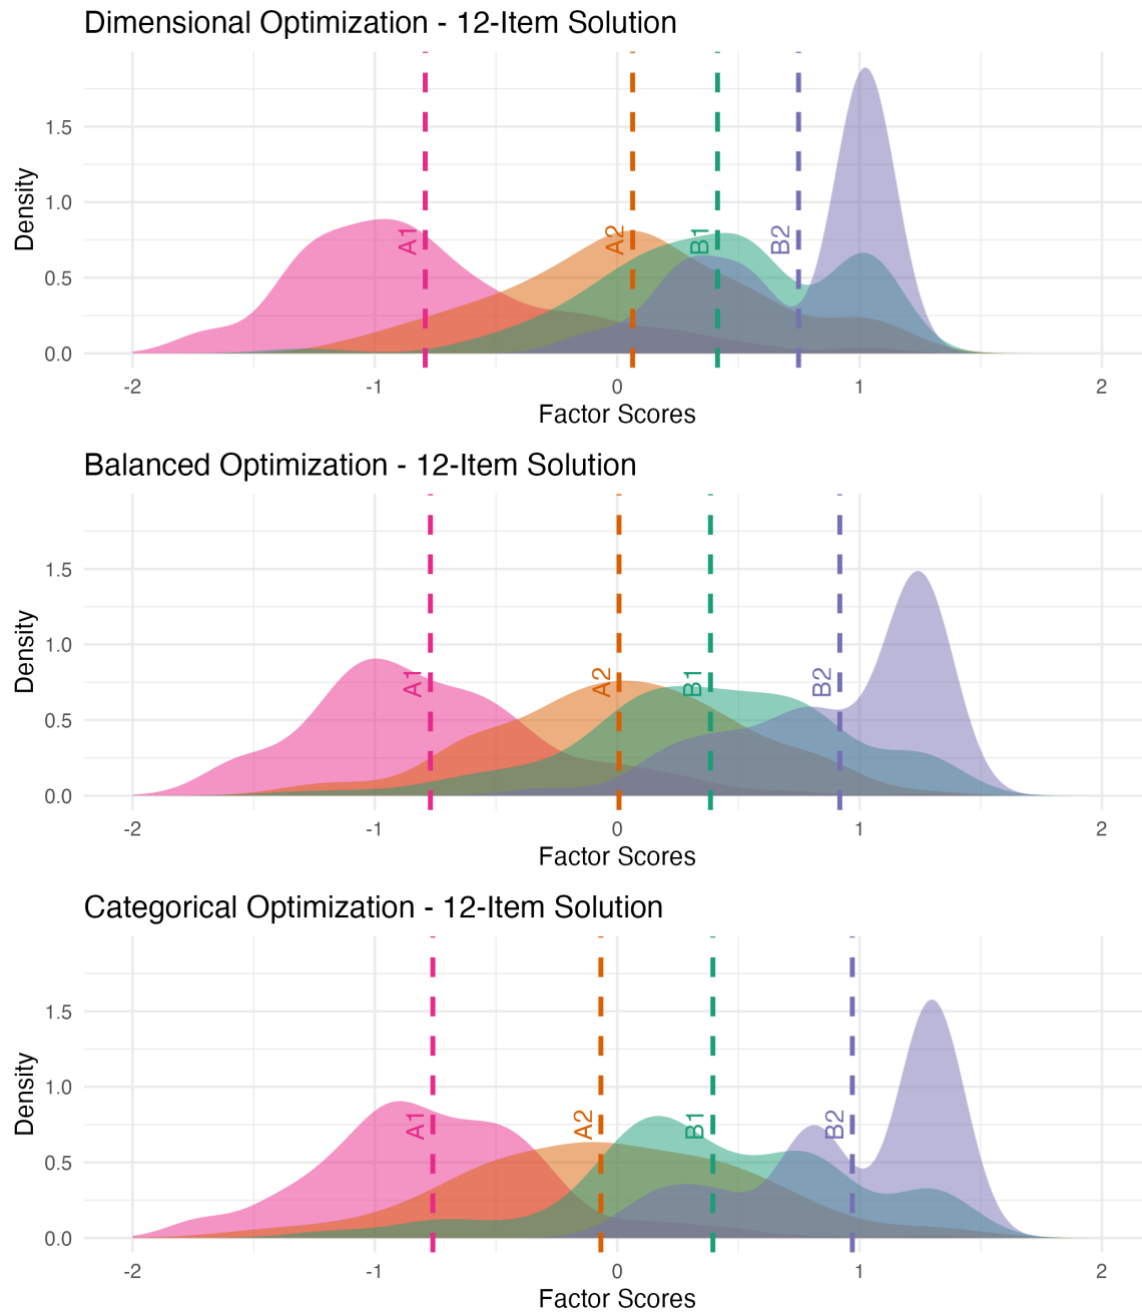 Dimensional Optimization - 12-Item Solution
Density
1.5
1.0
0.5
0.0
A1
A2
B1
B2
-2 -1 0 1 2
Factor Scores
Balanced Optimization - 12-Item Solution
Density
1.5
1.0
0.5
0.0
A1
A2
B1
B2
-2 -1 0 1 2
Factor Scores
Categorical Optimization - 12-Item Solution
Density
1.5
1.0
0.5
0.0
A1
A2
B1
B2
-2 -1 0 1 2
Factor Scores